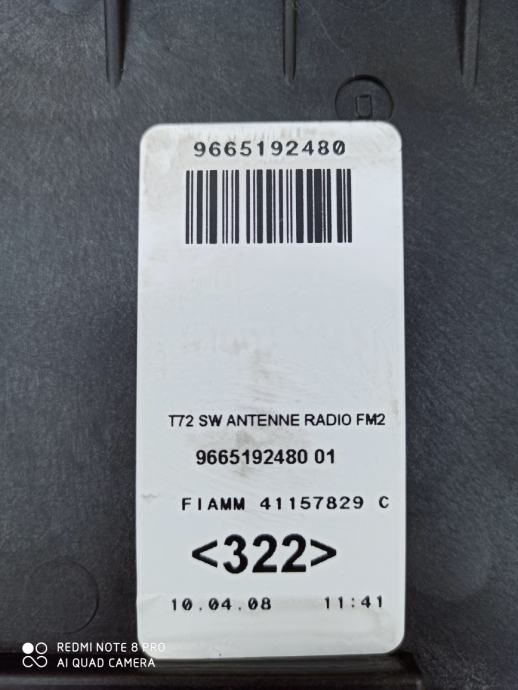 9665192480
T72 SW ANTENNE RADIO FM2
9665192480 01
FIAMM 41157829 C
<322>
10.04.08 11:41
REDMI NOTE 8 PRO
AI QUAD CAMERA